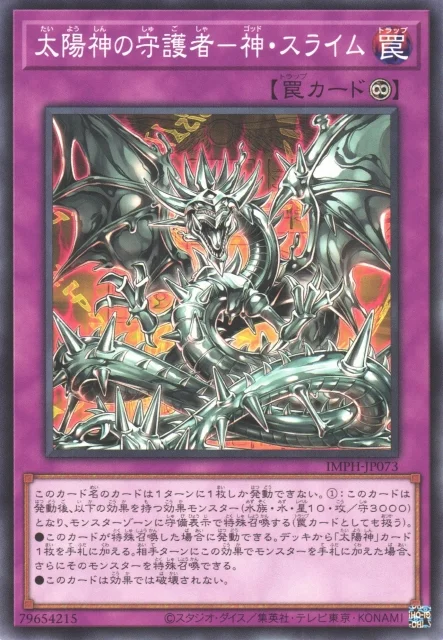 太陽神の守護者－神・スライム 罠
【罠カード】
IMPH-JP073
このカード名のカードは１ターンに１枚しか発動できない。①：このカードは
発動後、以下の効果を持つ効果モンスター（水族・水・星10・攻／守３０００）
となり、モンスターゾーンに守備表示で特殊召喚する（罠カードとしても扱う）。
●このカードが特殊召喚した場合に発動できる。デッキから「太陽神」カード
１枚を手札に加える。相手ターンにこの効果でモンスターを手札に加えた場合、
さらにそのモンスターを特殊召喚できる。
●このカードは効果では破壊されない。
79654215 ©スタジオ・ダイス／集英社・テレビ東京・KONAMI